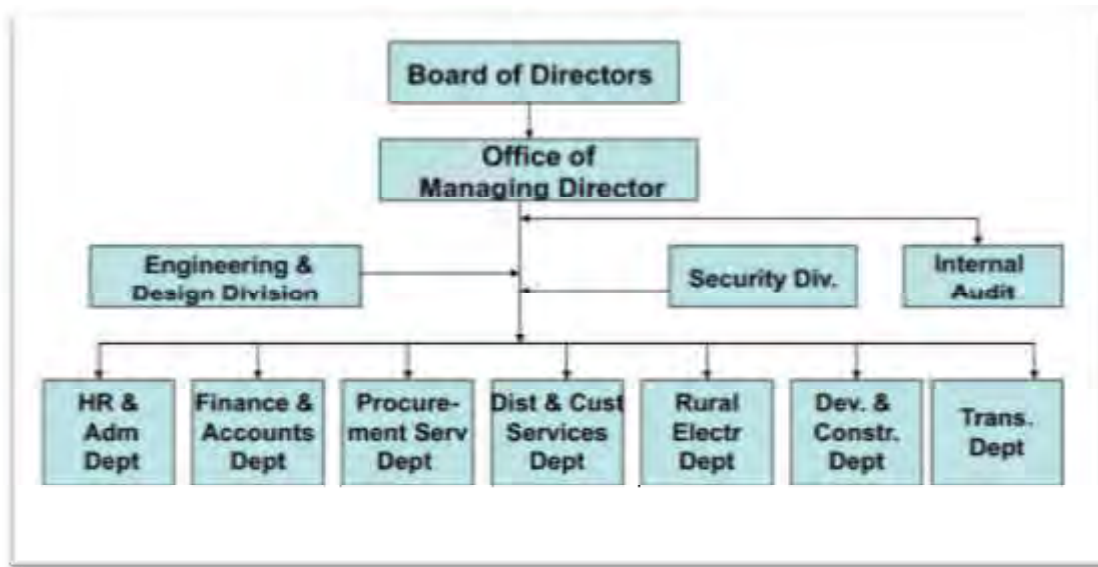 Board of Directors
Office of
Managing Director
Engineering &
Design Division
Security Div.
Internal
Audit
HR &
Adm
Dept
Finance &
Accounts
Dept
Procure-
ment Serv
Dept
Dist & Cust
Services
Dept
Rural
Electr
Dept
Dev. &
Constr.
Dept
Trans.
Dept